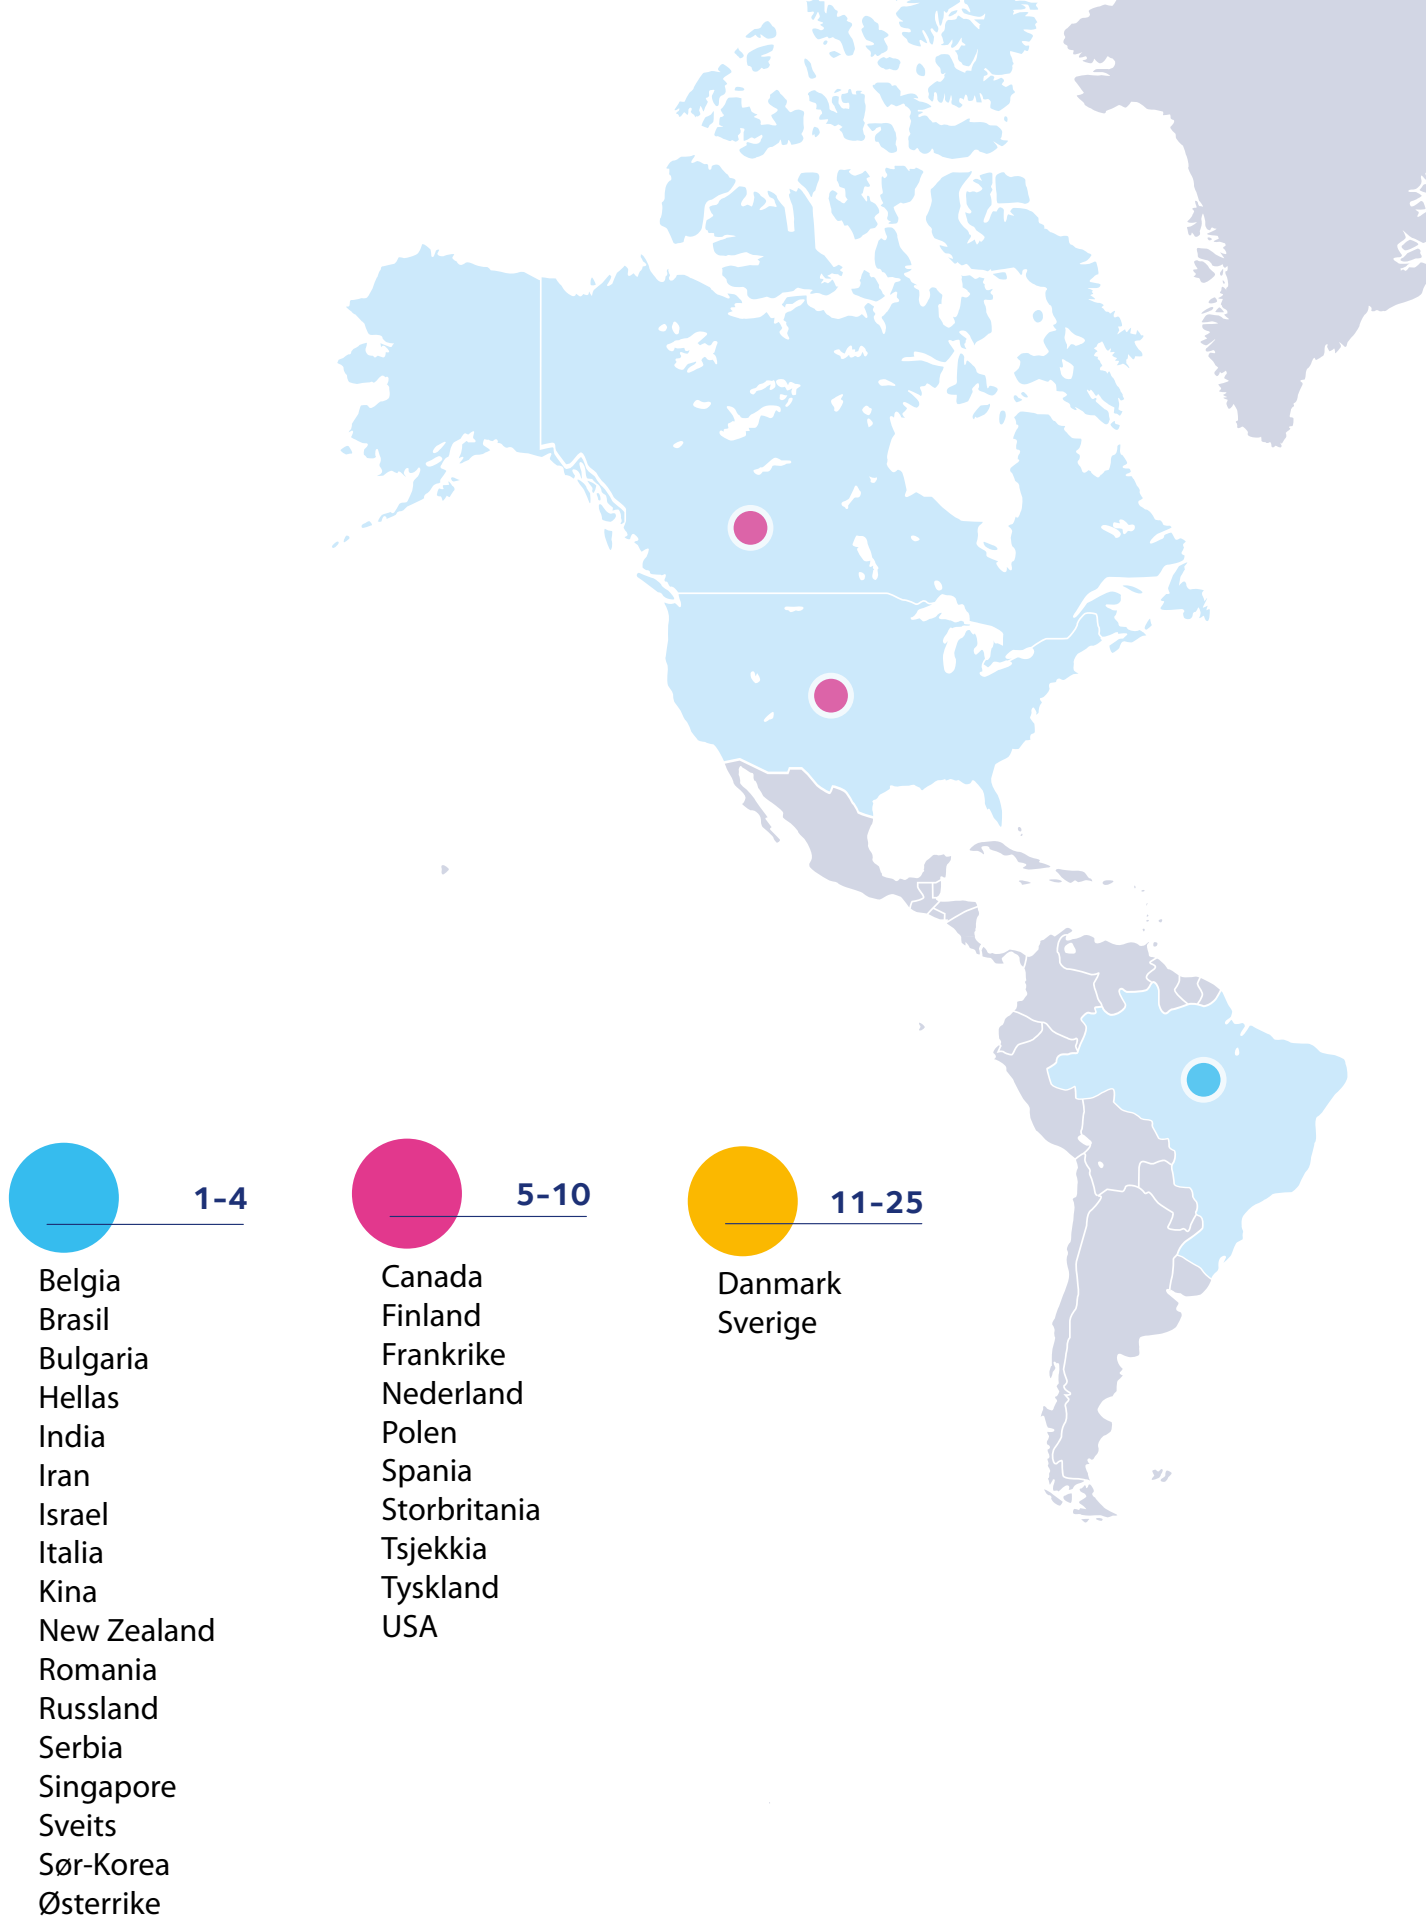 1–4
Belgia
Brasil
Bulgaria
Hellas
India
Iran
Israel
Italia
Kina
New Zealand
Romania
Russland
Serbia
Singapore
Sveits
Sør-Korea
Østerrike
5–10
Canada
Finland
Frankrike
Nederland
Polen
Spania
Storbritania
Tsjekkia
Tyskland
USA
11–25
Danmark
Sverige